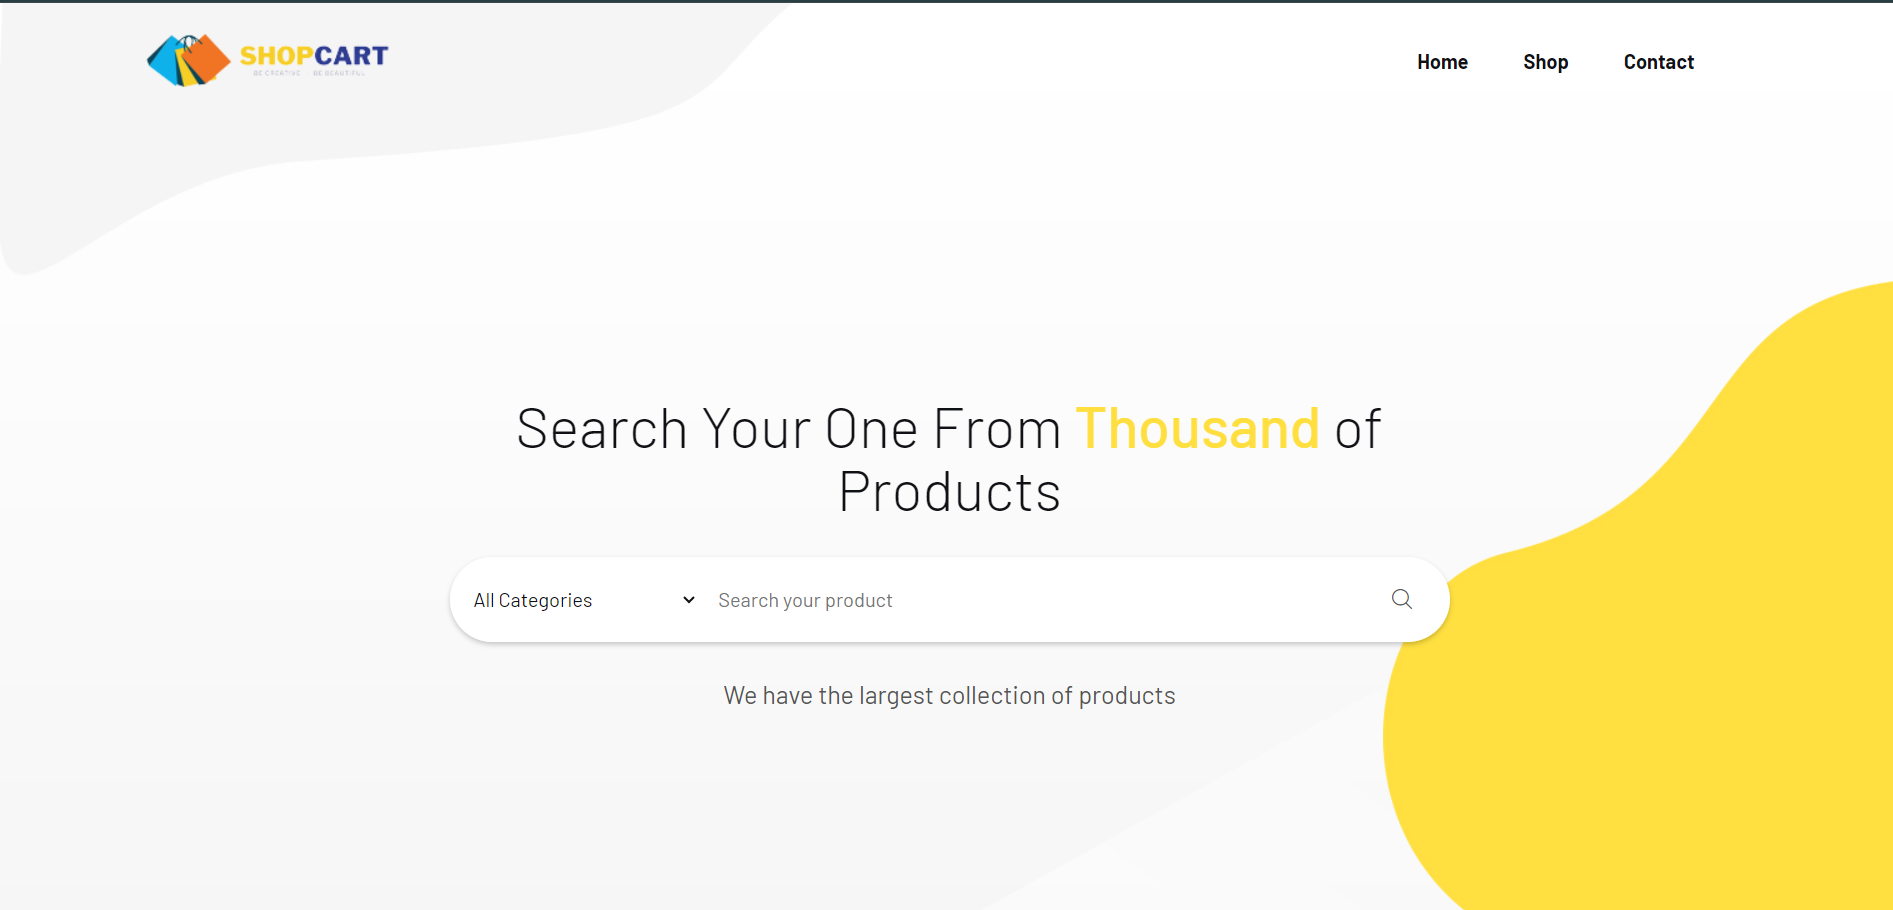 SHOPCART
BE CREATIVE - BE BEAUTIFUL
Home Shop Contact
Search Your One From Thousand of
Products
All Categories Search your product
We have the largest collection of products